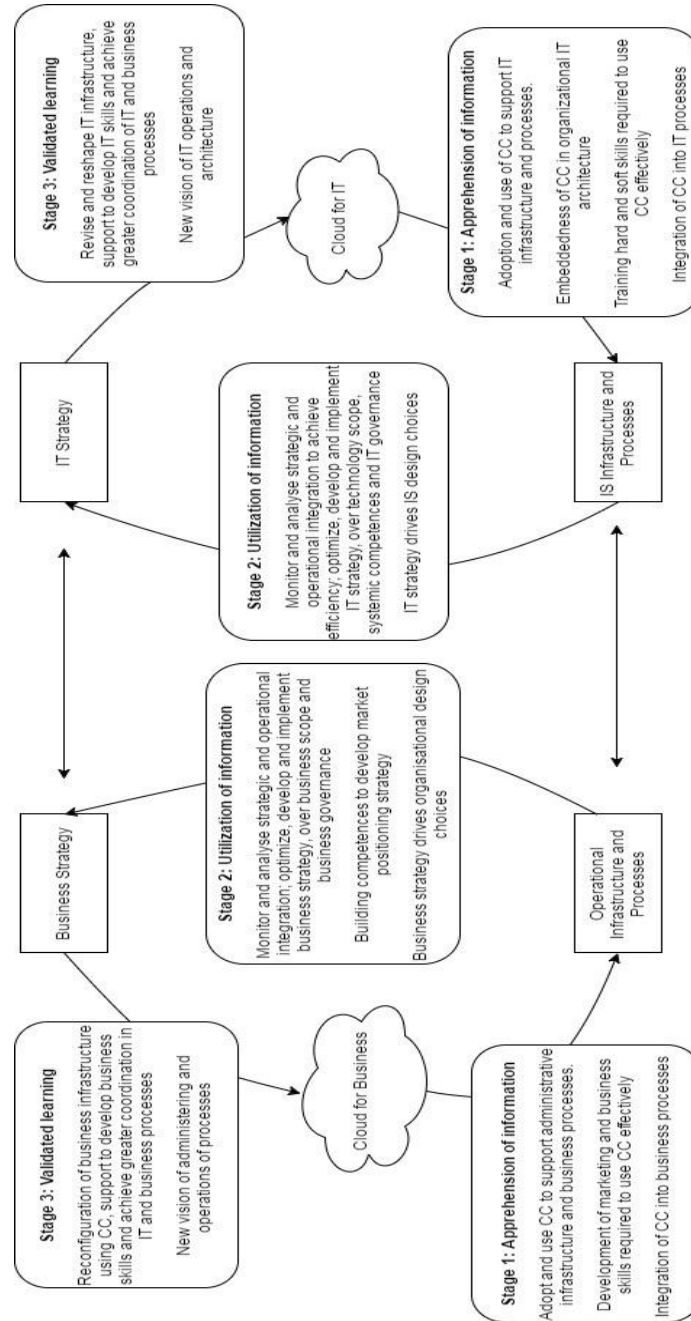 Stage 3: Validated learning
Reconfiguration of business infrastructure
using CC, support to develop business
skills and achieve greater coordination in
IT and business processes
New vision of administering and
operations of processes
Business Strategy
IT Strategy
Stage 3: Validated learning
Revise and reshape IT infrastructure,
support to develop IT skills and achieve
greater coordination of IT and business
processes
New vision of IT operations and
architecture
Cloud for Business
Stage 2: Utilization of information
Monitor and analyse strategic and operational
integration; optimize, develop and implement
business strategy, over business scope and
business governance
Building competences to develop market
positioning strategy
Business strategy drives organisational design
choices
Stage 2: Utilization of information
Monitor and analyse strategic and
operational integration to achieve
efficiency; optimize, develop and implement
IT strategy, over technology scope,
systemic competences and IT governance
IT strategy drives IS design choices
Cloud for IT
Stage 1: Apprehension of information
Adopt and use CC to support administrative
infrastructure and business processes.
Development of marketing and business
skills required to use CC effectively
Integration of CC into business processes
Operational
Infrastructure and
Processes
IS Infrastructure and
Processes
Stage 1: Apprehension of information
Adoption and use of CC to support IT
infrastructure and processes.
Embeddedness of CC in organizational IT
architecture
Training hard and soft skills required to use
CC effectively
Integration of CC into IT processes